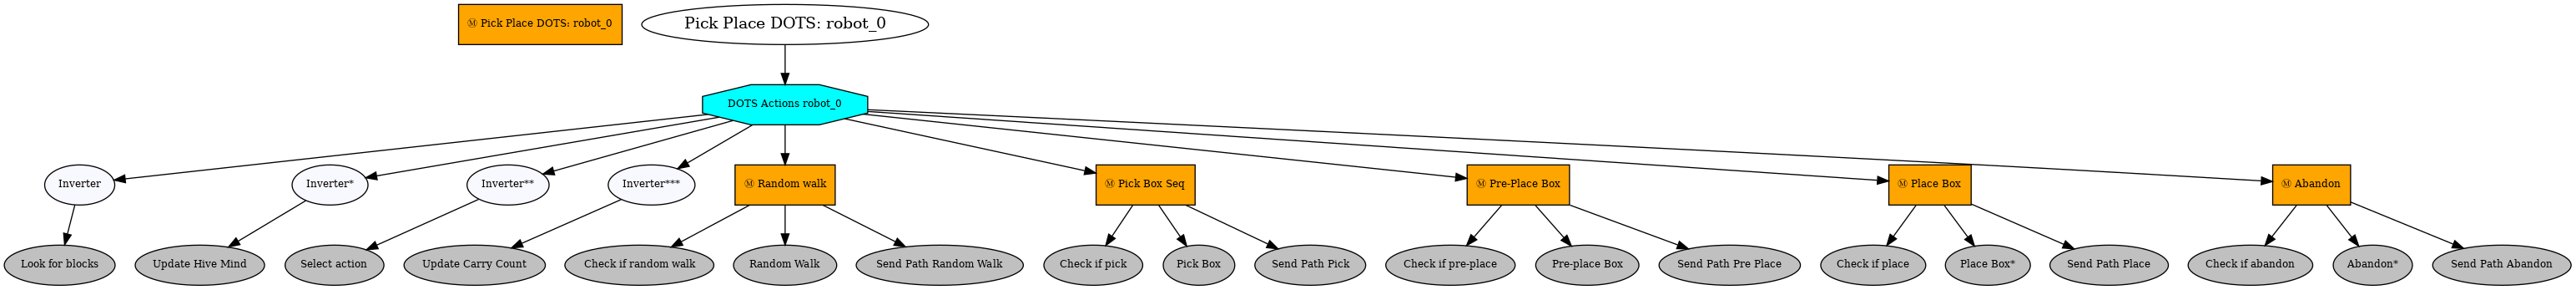 Ⓜ Pick Place DOTS: robot_0
Pick Place DOTS: robot_0
DOTS Actions robot_0
Inverter
Inverter*
Inverter**
Inverter***
Ⓜ Random walk
Ⓜ Pick Box Seq
Ⓜ Pre-Place Box
Ⓜ Place Box
Ⓜ Abandon
Look for blocks
Update Hive Mind
Select action
Update Carry Count
Check if random walk
Random Walk
Send Path Random Walk
Check if pick
Pick Box
Send Path Pick
Check if pre-place
Pre-place Box
Send Path Pre Place
Check if place
Place Box*
Send Path Place
Check if abandon
Abandon*
Send Path Abandon